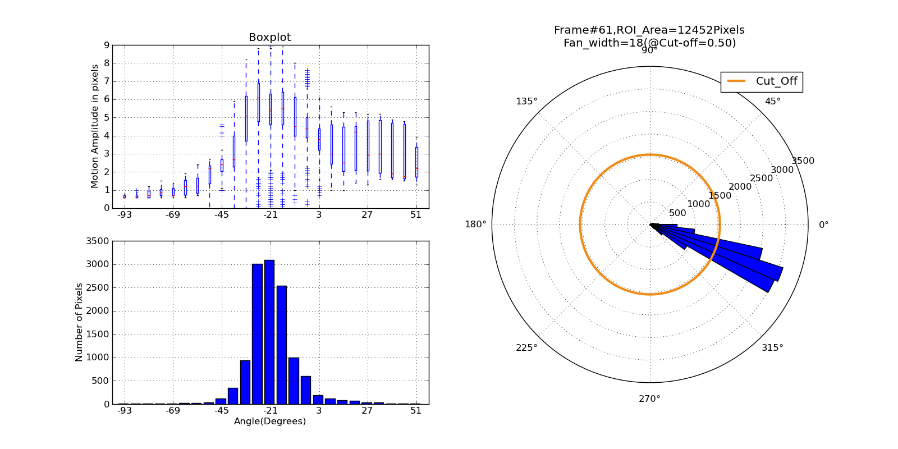 Boxplot
Motion Amplitude in pixels
9
8
7
6
5
4
3
2
1
0
-93 -69 -45 -21 3 27 51
Number of Pixels
3500
3000
2500
2000
1500
1000
500
0
-93 -69 -45 -21 3 27 51
Angle(Degrees)
Frame#61,ROI_Area=12452Pixels
Fan_width=18(@Cut-off=0.50)
90°
Cut_Off
135°
45°
500 1000 1500 2000 2500 3000 3500
180°
0°
225°
315°
270°